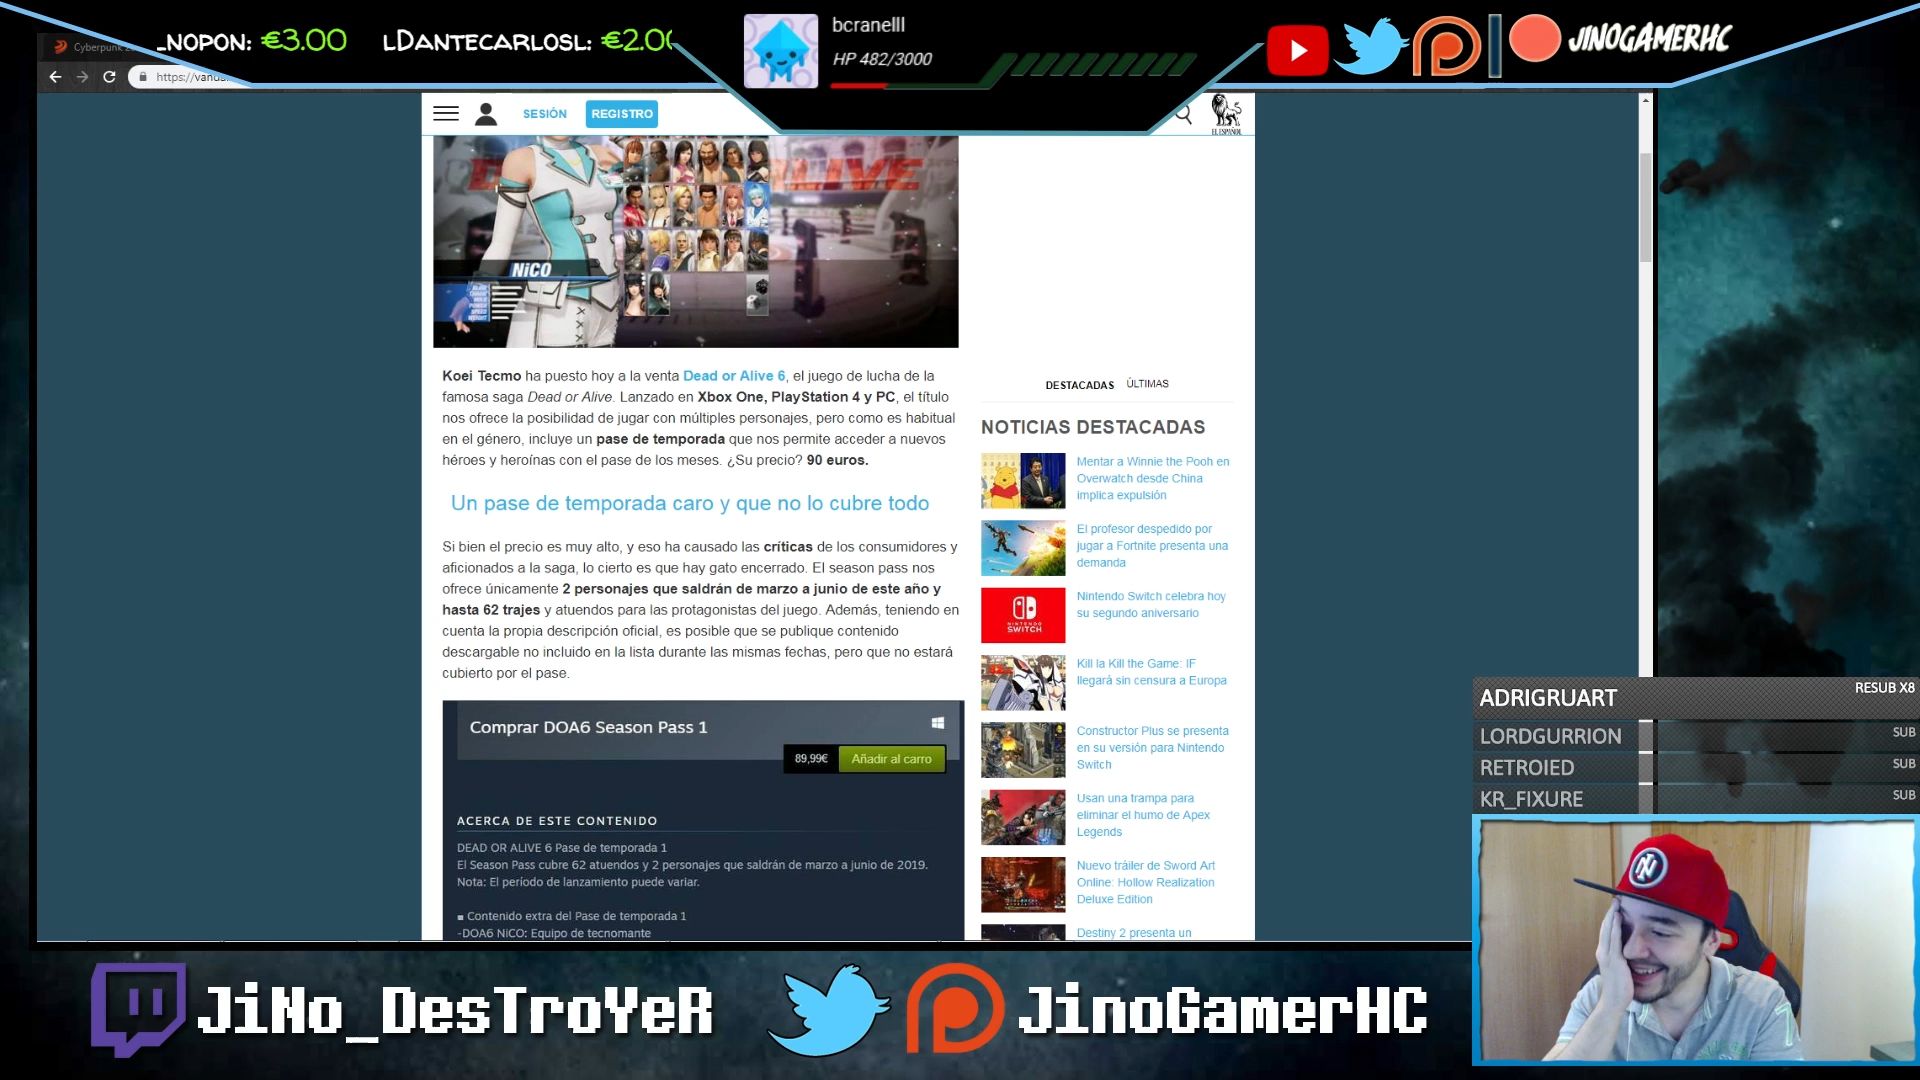 _NOPON: €3.00 LDANTECARLOSL: €2.0
bcranelll
HP 482/3000
JINOGAMERHC
Cyberpunk
https://vanda
SESIÓN REGISTRO
EL ESPAÑOL
ALIVE
NiCO
Koei Tecmo ha puesto hoy a la venta Dead or Alive 6, el juego de lucha de la
famosa saga Dead or Alive. Lanzado en Xbox One, PlayStation 4 y PC, el título
nos ofrece la posibilidad de jugar con múltiples personajes, pero como es habitual
en el género, incluye un pase de temporada que nos permite acceder a nuevos
héroes y heroínas con el pase de los meses. ¿Su precio? 90 euros.
Un pase de temporada caro y que no lo cubre todo
Si bien el precio es muy alto, y eso ha causado las críticas de los consumidores y
aficionados a la saga, lo cierto es que hay gato encerrado. El season pass nos
ofrece únicamente 2 personajes que saldrán de marzo a junio de este año y
hasta 62 trajes y atuendos para las protagonistas del juego. Además, teniendo en
cuenta la propia descripción oficial, es posible que se publique contenido
descargable no incluido en la lista durante las mismas fechas, pero que no estará
cubierto por el pase.
Comprar DOA6 Season Pass 1
89,99€ Añadir al carro
ACERCA DE ESTE CONTENIDO
DEAD OR ALIVE 6 Pase de temporada 1
El Season Pass cubre 62 atuendos y 2 personajes que saldrán de marzo a junio de 2019.
Nota: El período de lanzamiento puede variar.
■ Contenido extra del Pase de temporada 1
-DOA6 NiCO: Equipo de tecnomante
DESTACADAS ÚLTIMAS
NOTICIAS DESTACADAS
Mentar a Winnie the Pooh en
Overwatch desde China
implica expulsión
El profesor despedido por
jugar a Fortnite presenta una
demanda
NINTENDO
SWITCH
Nintendo Switch celebra hoy
su segundo aniversario
Kill la Kill the Game: IF
llegará sin censura a Europa
Constructor Plus se presenta
en su versión para Nintendo
Switch
Usan una trampa para
eliminar el humo de Apex
Legends
Nuevo tráiler de Sword Art
Online: Hollow Realization
Deluxe Edition
Destiny 2 presenta un
ADRIGRUART RESUB X8
LORDGURRION SUB
RETROIED SUB
KR_FIXURE SUB
JiNo_DesTroYeR
JinoGamerHC